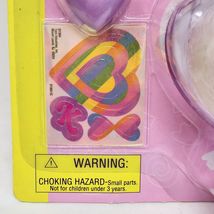 WARNING:
CHOKING HAZARD-Small parts.
Not for children under 3 years.